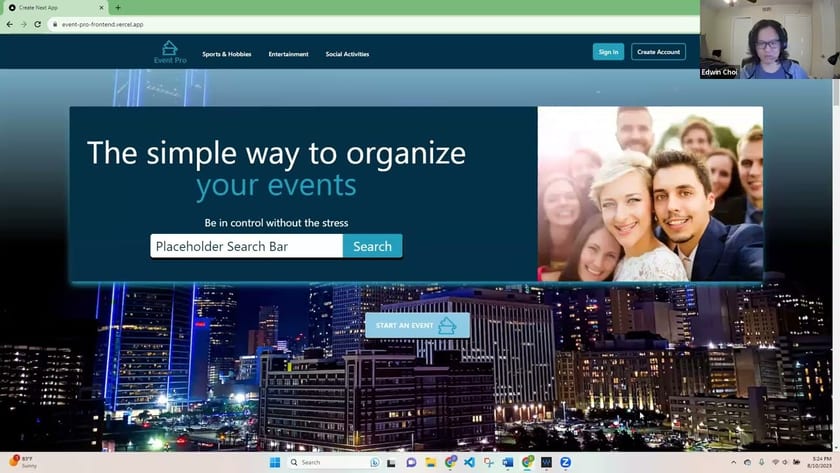 Create Next App
event-pro-frontend.vercel.app
Event Pro
Sports & Hobbies
Entertainment
Social Activities
Sign In
Create Account
Edwin Choi
The simple way to organize
your events
Be in control without the stress
Placeholder Search Bar
Search
START AN EVENT
83°F
Sunny
Search
5:24 PM
8/10/2023